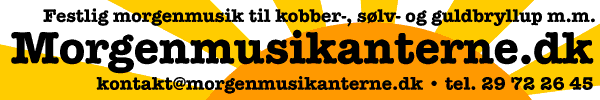 Festlig morgenmusik til kobber-, sølv- og guldbryllup m.m.
Morgenmusikanterne.dk
kontakt@morgenmusikanterne.dk • tel. 29 72 26 45